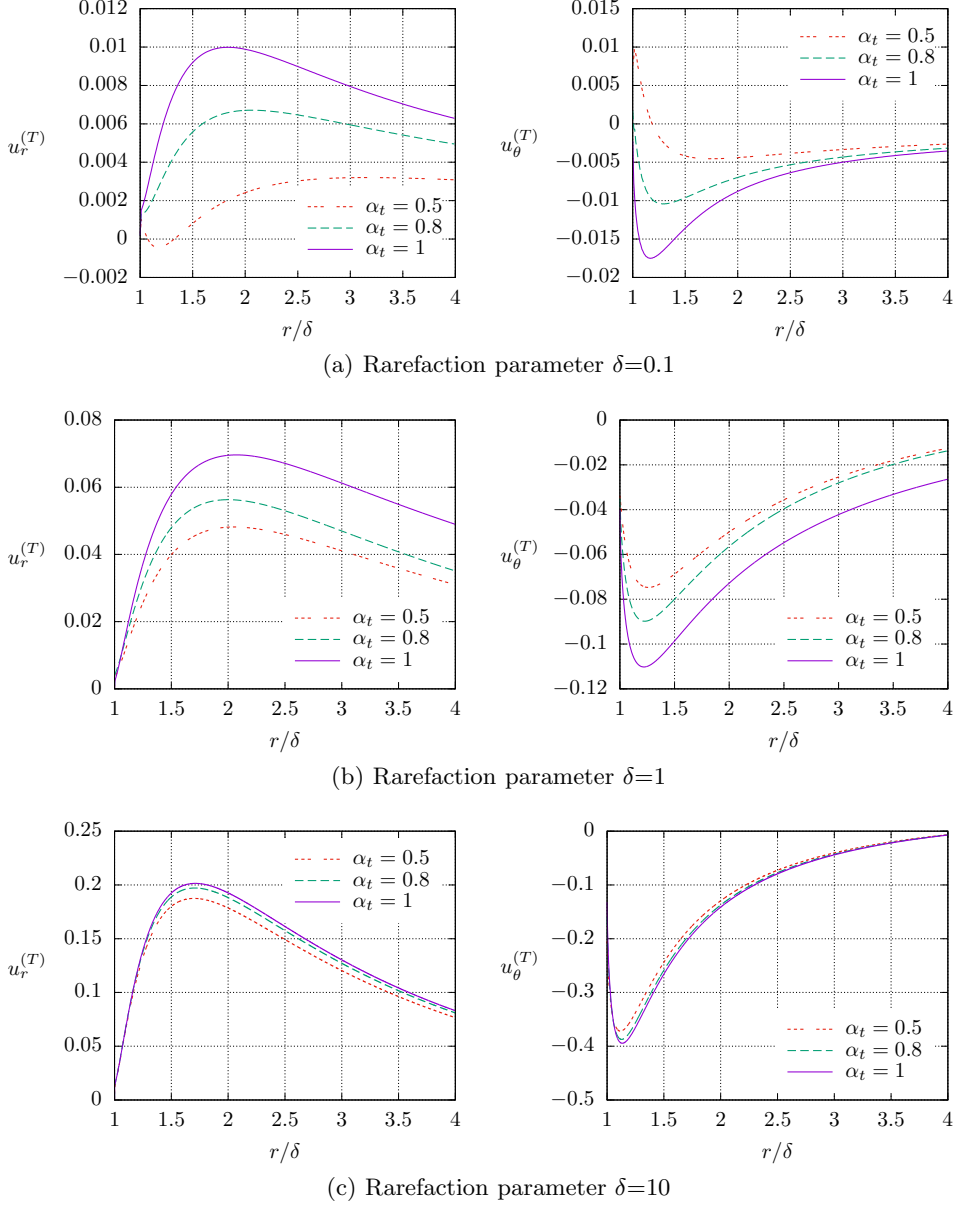 0.012
0.01
0.008
0.006
0.004
0.002
0
−0.002
u_r^{(T)}
1 1.5 2 2.5 3 3.5 4
r/δ
α_t = 0.5
α_t = 0.8
α_t = 1
0.015
0.01
0.005
0
−0.005
−0.01
−0.015
−0.02
u_θ^{(T)}
1 1.5 2 2.5 3 3.5 4
r/δ
α_t = 0.5
α_t = 0.8
α_t = 1
(a) Rarefaction parameter δ=0.1
0.08
0.06
0.04
0.02
0
u_r^{(T)}
1 1.5 2 2.5 3 3.5 4
r/δ
α_t = 0.5
α_t = 0.8
α_t = 1
0
−0.02
−0.04
−0.06
−0.08
−0.1
−0.12
u_θ^{(T)}
1 1.5 2 2.5 3 3.5 4
r/δ
α_t = 0.5
α_t = 0.8
α_t = 1
(b) Rarefaction parameter δ=1
0.25
0.2
0.15
0.1
0.05
0
u_r^{(T)}
1 1.5 2 2.5 3 3.5 4
r/δ
α_t = 0.5
α_t = 0.8
α_t = 1
0
−0.1
−0.2
−0.3
−0.4
−0.5
u_θ^{(T)}
1 1.5 2 2.5 3 3.5 4
r/δ
α_t = 0.5
α_t = 0.8
α_t = 1
(c) Rarefaction parameter δ=10